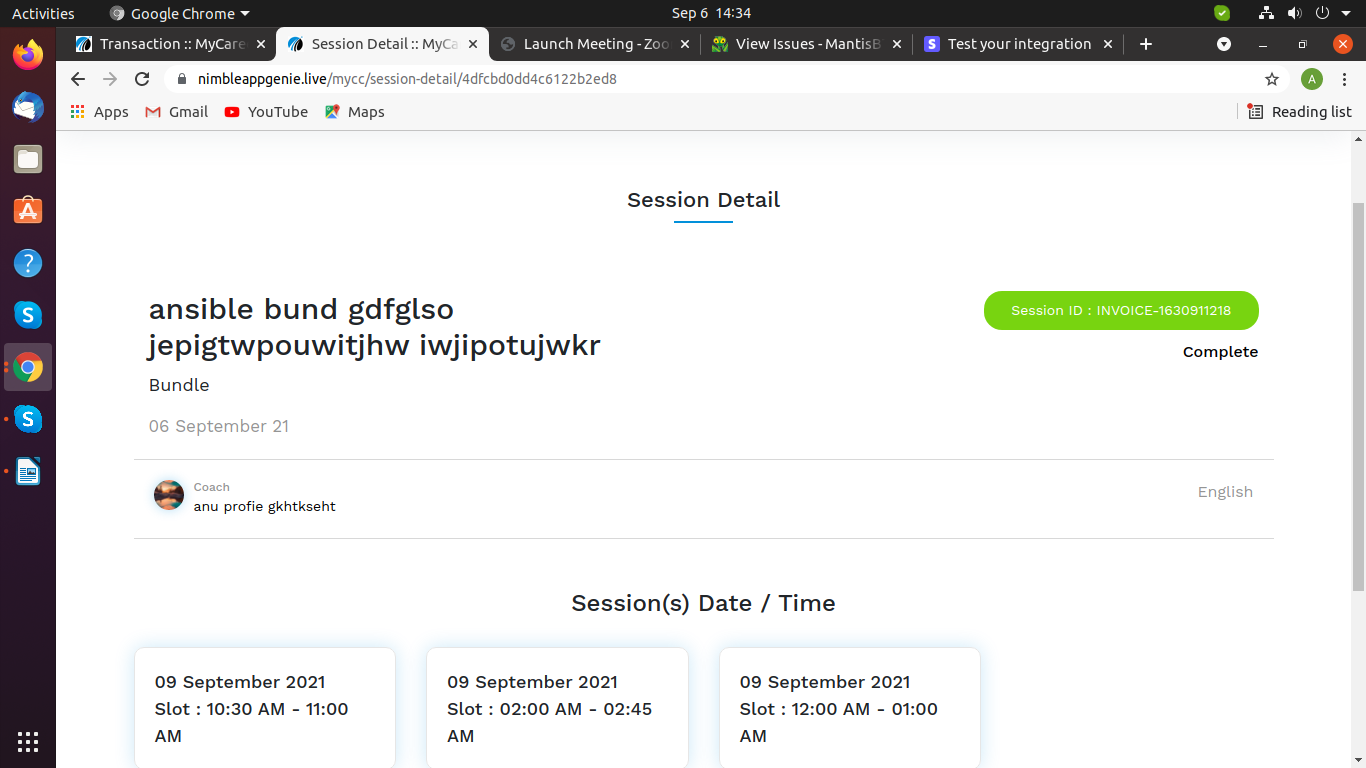 Activities
Google Chrome
Sep 6 14:34
Transaction :: MyCare
Session Detail :: MyCa
Launch Meeting - Zoo
View Issues - MantisB
Test your integration
nimbleappgenie.live/mycc/session-detail/4dfcbd0dd4c6122b2ed8
A
Apps
Gmail
YouTube
Maps
Reading list
Session Detail
ansible bund gdfglso
jepigtwpouwitjhw iwjipotujwkr
Session ID : INVOICE-1630911218
Complete
Bundle
06 September 21
Coach
anu profie gkhtkseht
English
Session(s) Date / Time
09 September 2021
Slot : 10:30 AM - 11:00
AM
09 September 2021
Slot : 02:00 AM - 02:45
AM
09 September 2021
Slot : 12:00 AM - 01:00
AM